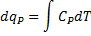 dq_P = ∫ C_P dT